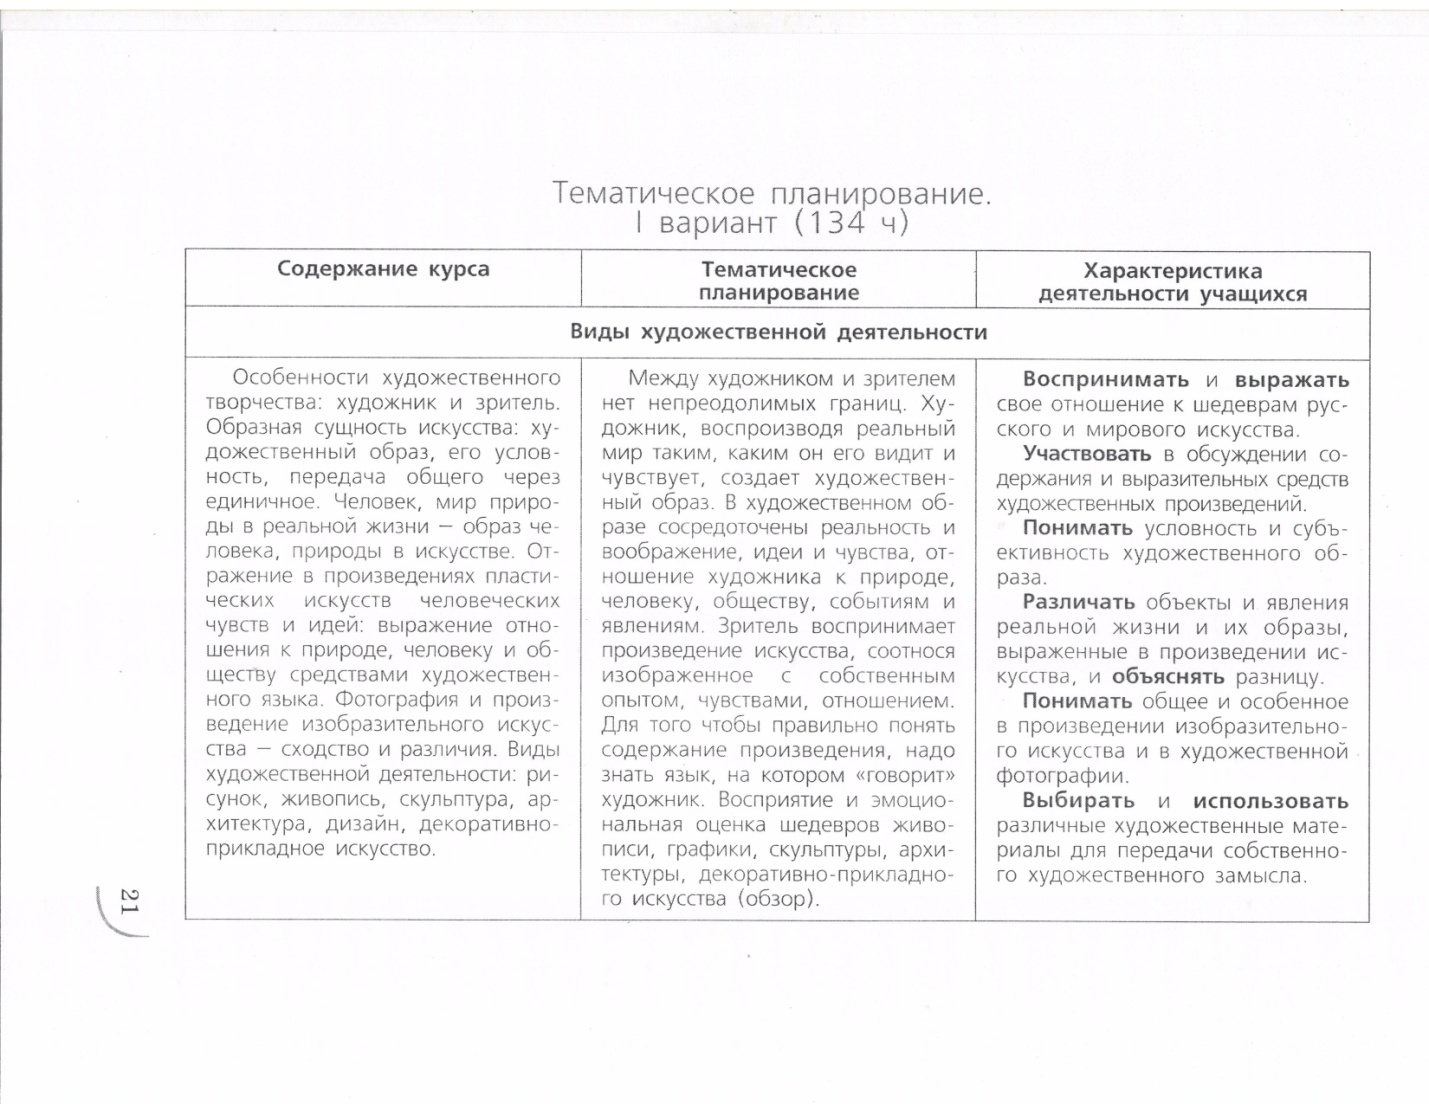 Тематическое планирование.
I вариант (134 ч)
Содержание курса
Тематическое
планирование
Характеристика
деятельности учащихся
Виды художественной деятельности
Особенности художественного
творчества: художник и зритель.
Образная сущность искусства: ху-
дожественный образ, его услов-
ность, передача общего через
единичное. Человек, мир приро-
ды в реальной жизни — образ че-
ловека, природы в искусстве. От-
ражение в произведениях пласти-
ческих искусств человеческих
чувств и идей: выражение отно-
шения к природе, человеку и об-
ществу средствами художествен-
ного языка. Фотография и произ-
ведение изобразительного искус-
ства — сходство и различия. Виды
художественной деятельности: ри-
сунок, живопись, скульптура, ар-
хитектура, дизайн, декоративно-
прикладное искусство.
Между художником и зрителем
нет непреодолимых границ. Ху-
дожник, воспроизводя реальный
мир таким, каким он его видит и
чувствует, создает художествен-
ный образ. В художественном об-
разе сосредоточены реальность и
воображение, идеи и чувства, от-
ношение художника к природе,
человеку, обществу, событиям и
явлениям. Зритель воспринимает
произведение искусства, соотнося
изображенное с собственным
опытом, чувствами, отношением.
Для того чтобы правильно понять
содержание произведения, надо
знать язык, на котором «говорит»
художник. Восприятие и эмоцио-
нальная оценка шедевров живо-
писи, графики, скульптуры, архи-
тектуры, декоративно-прикладно-
го искусства (обзор).
Воспринимать и выражать
свое отношение к шедеврам рус-
ского и мирового искусства.
Участвовать в обсуждении со-
держания и выразительных средств
художественных произведений.
Понимать условность и субъ-
ективность художественного об-
раза.
Различать объекты и явления
реальной жизни и их образы,
выраженные в произведении ис-
кусства, и объяснять разницу.
Понимать общее и особенное
в произведении изобразительно-
го искусства и в художественной
фотографии.
Выбирать и использовать
различные художественные мате-
риалы для передачи собственно-
го художественного замысла.
21